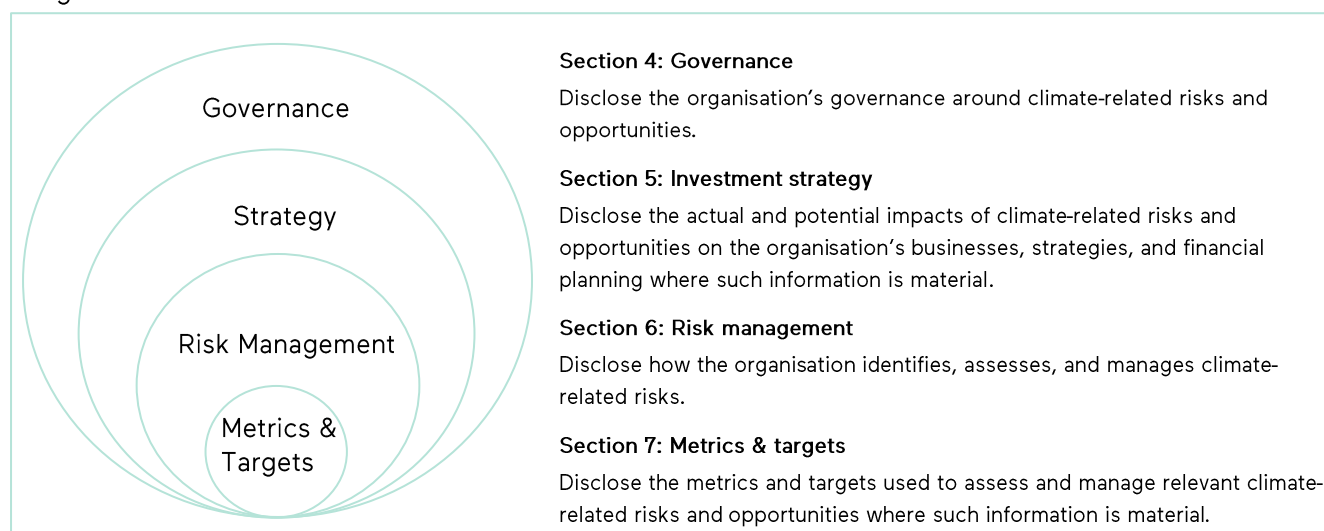 Governance
Strategy
Risk Management
Metrics &
Targets
Section 4: Governance
Disclose the organisation's governance around climate-related risks and
opportunities.
Section 5: Investment strategy
Disclose the actual and potential impacts of climate-related risks and
opportunities on the organisation's businesses, strategies, and financial
planning where such information is material.
Section 6: Risk management
Disclose how the organisation identifies, assesses, and manages climate-
related risks.
Section 7: Metrics & targets
Disclose the metrics and targets used to assess and manage relevant climate-
related risks and opportunities where such information is material.